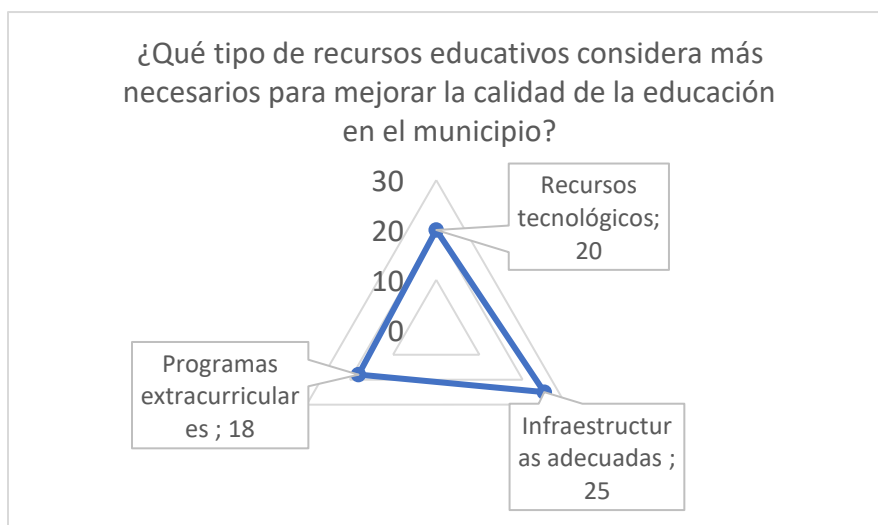 ¿Qué tipo de recursos educativos considera más
necesarios para mejorar la calidad de la educación
en el municipio?
30
20
10
0
Recursos
tecnológicos;
20
Programas
extracurricular
es ; 18
Infraestructur
as adecuadas ;
25